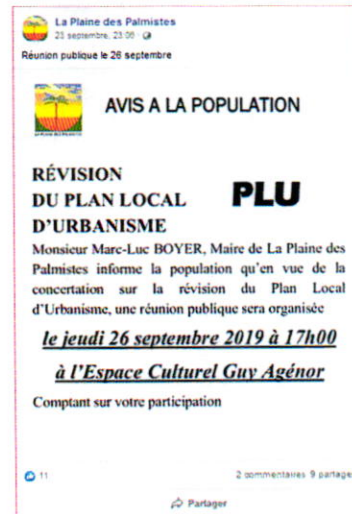 La Plaine des Palmistes
25 septembre, 23:06
Réunion publique le 26 septembre
AVIS A LA POPULATION
RÉVISION
DU PLAN LOCAL
D'URBANISME
PLU
Monsieur Marc-Luc BOYER, Maire de La Plaine des
Palmistes informe la population qu'en vue de la
concertation sur la révision du Plan Local
d'Urbanisme, une réunion publique sera organisée
le jeudi 26 septembre 2019 à 17h00
à l'Espace Culturel Guy Agénor
Comptant sur votre participation
11
2 commentaires 9 partage
Partager